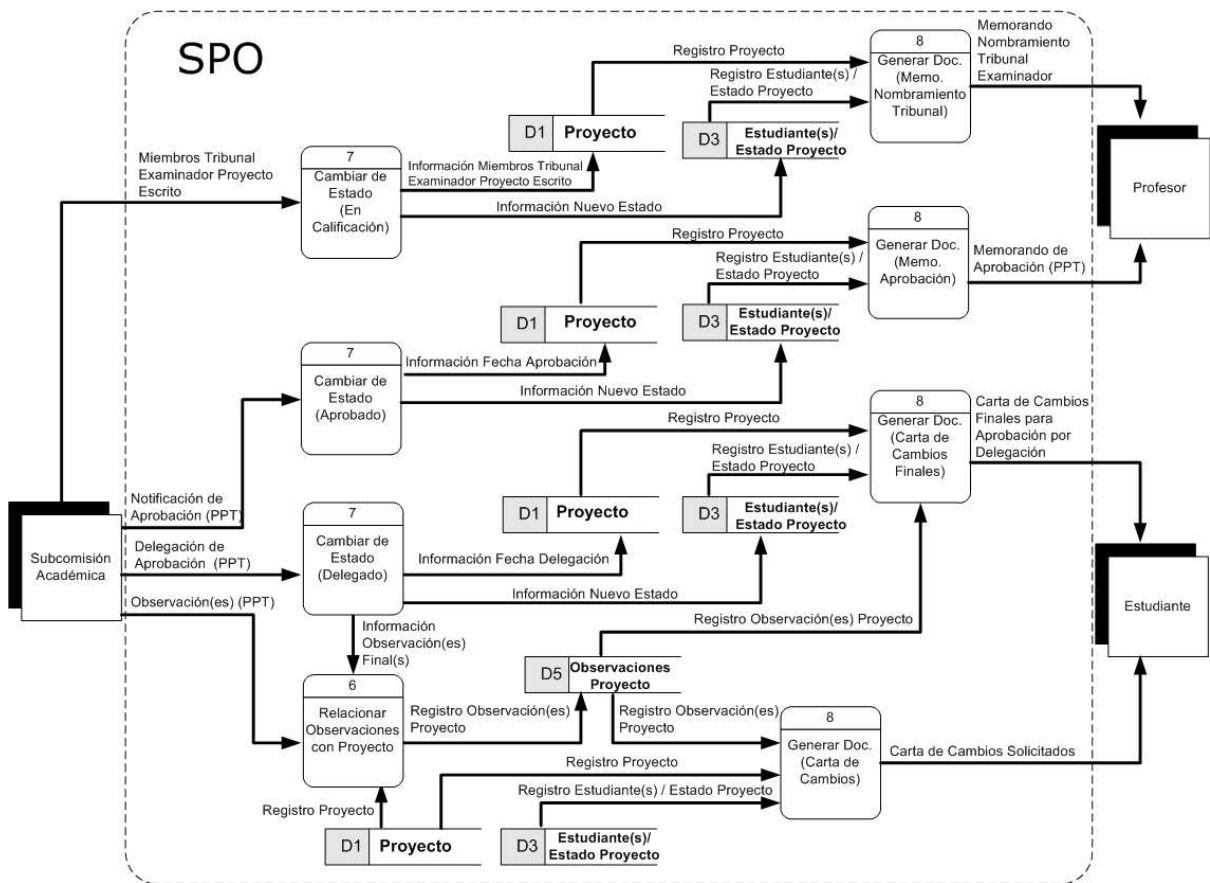 SPO
Miembros Tribunal
Examinador Proyecto
Escrito
7
Cambiar de
Estado
(En
Calificación)
Información Miembros Tribunal
Examinador Proyecto Escrito
Información Nuevo Estado
D1
Proyecto
Registro Proyecto
Registro Estudiante(s) /
Estado Proyecto
D3
Estudiante(s)/
Estado Proyecto
8
Generar Doc.
(Memo.
Nombramiento
Tribunal)
Memorando
Nombramiento
Tribunal
Examinador
Profesor
Registro Proyecto
Registro Estudiante(s) /
Estado Proyecto
8
Generar Doc.
(Memo.
Aprobación)
Memorando de
Aprobación (PPT)
D1
Proyecto
D3
Estudiante(s)/
Estado Proyecto
7
Cambiar de
Estado
(Aprobado)
Información Fecha Aprobación
Información Nuevo Estado
Registro Proyecto
Registro Estudiante(s) /
Estado Proyecto
8
Generar Doc.
(Carta de
Cambios
Finales)
Carta de Cambios
Finales para
Aprobación por
Delegación
Subcomisión
Académica
Notificación de
Aprobación (PPT)
Delegación de
Aprobación (PPT)
Observación(es) (PPT)
7
Cambiar de
Estado
(Delegado)
D1
Proyecto
D3
Estudiante(s)/
Estado Proyecto
Información Fecha Delegación
Información Nuevo Estado
Estudiante
Información
Observación(es)
Final(s)
Registro Observación(es) Proyecto
6
Relacionar
Observaciones
con Proyecto
Registro Observación(es)
Proyecto
D5
Observaciones
Proyecto
Registro Observación(es)
Proyecto
8
Generar Doc.
(Carta de
Cambios)
Carta de Cambios Solicitados
Registro Proyecto
Registro Estudiante(s) / Estado Proyecto
Registro Proyecto
D1
Proyecto
D3
Estudiante(s)/
Estado Proyecto